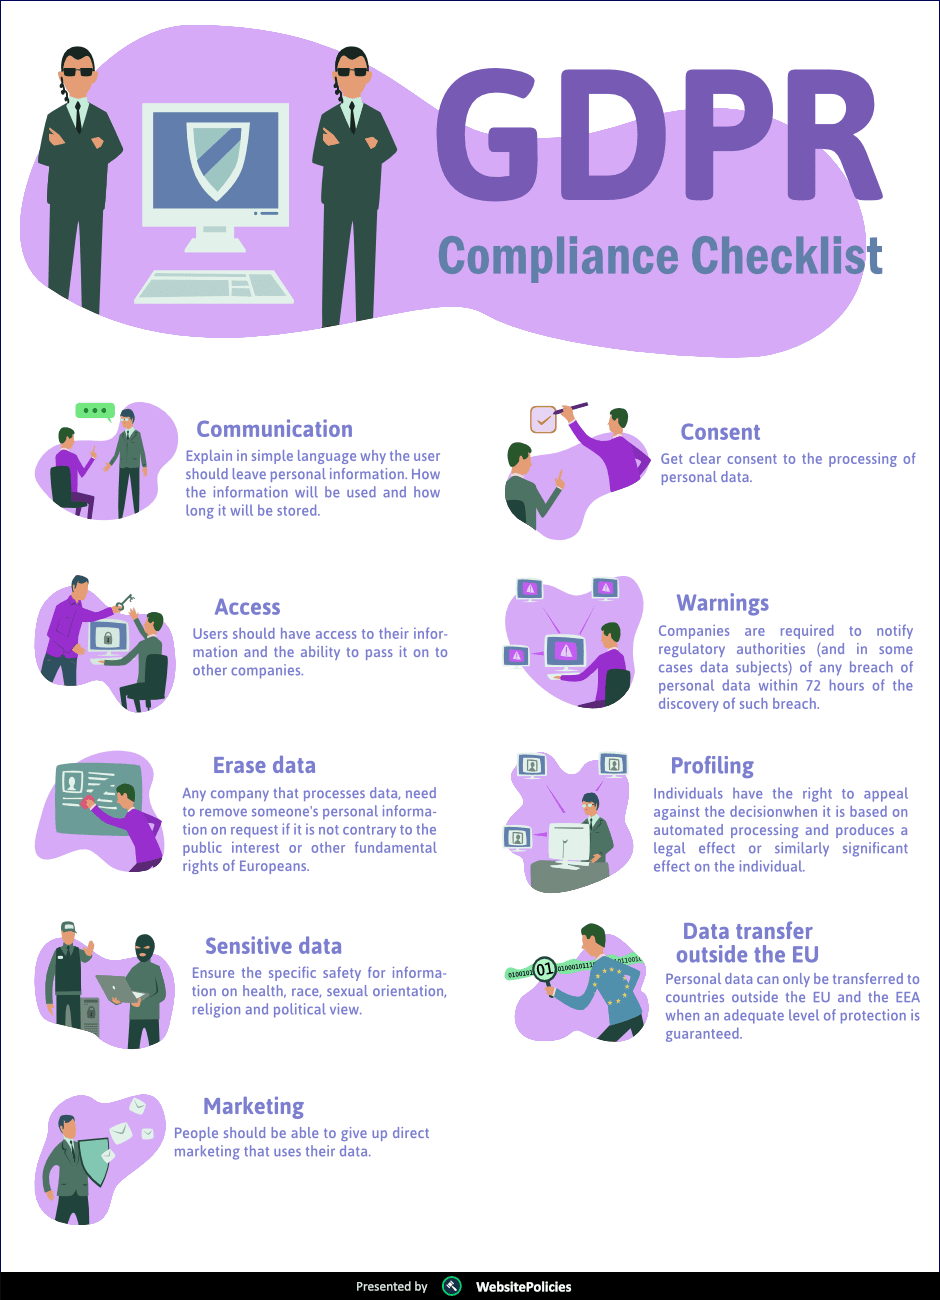 GDPR
Compliance Checklist
Communication
Explain in simple language why the user
should leave personal information. How
the information will be used and how
long it will be stored.
Consent
Get clear consent to the processing of
personal data.
Access
Users should have access to their infor-
mation and the ability to pass it on to
other companies.
Warnings
Companies are required to notify
regulatory authorities (and in some
cases data subjects) of any breach of
personal data within 72 hours of the
discovery of such breach.
Erase data
Any company that processes data, need
to remove someone's personal informa-
tion on request if it is not contrary to the
public interest or other fundamental
rights of Europeans.
Profiling
Individuals have the right to appeal
against the decisionwhen it is based on
automated processing and produces a
legal effect or similarly significant
effect on the individual.
Sensitive data
Ensure the specific safety for informa-
tion on health, race, sexual orientation,
religion and political view.
Data transfer
outside the EU
01
Personal data can only be transferred to
countries outside the EU and the EEA
when an adequate level of protection is
guaranteed.
Marketing
People should be able to give up direct
marketing that uses their data.
Presented by WebsitePolicies